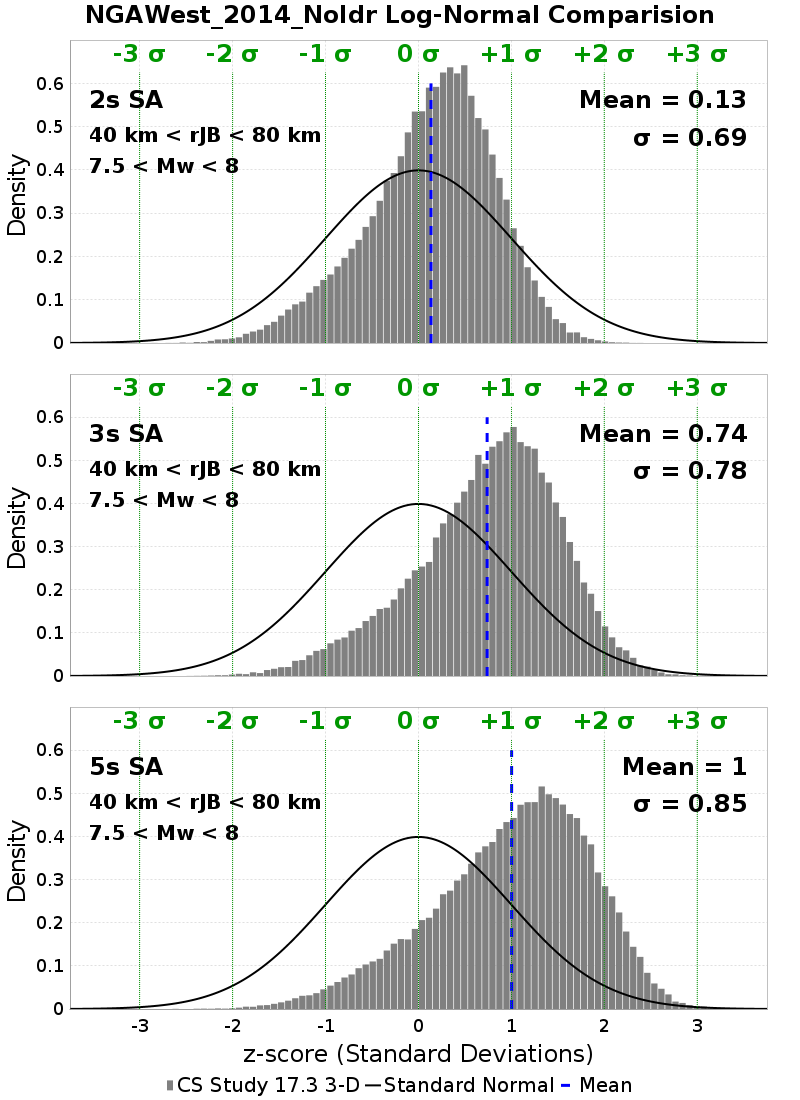 NGAWest_2014_NoIdr Log-Normal Comparision
-3 σ -2 σ -1 σ 0 σ +1 σ +2 σ +3 σ
0.6
2s SA Mean = 0.13
0.5
40 km < rJB < 80 km σ = 0.69
0.4
7.5 < Mw < 8
Density
0.3
0.2
0.1
0
-3 σ -2 σ -1 σ 0 σ +1 σ +2 σ +3 σ
0.6
3s SA Mean = 0.74
0.5
40 km < rJB < 80 km σ = 0.78
0.4
7.5 < Mw < 8
Density
0.3
0.2
0.1
0
-3 σ -2 σ -1 σ 0 σ +1 σ +2 σ +3 σ
0.6
5s SA Mean = 1
0.5
40 km < rJB < 80 km σ = 0.85
0.4
7.5 < Mw < 8
Density
0.3
0.2
0.1
0
-3 -2 -1 0 1 2 3
z-score (Standard Deviations)
CS Study 17.3 3-D Standard Normal Mean